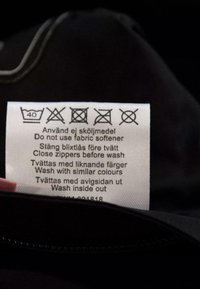 40
Använd ej sköljmedel
Do not use fabric softener
Stäng blixtlås före tvätt
Close zippers before wash
Tvättas med liknande färger
Wash with similar colours
Tvättas med avigsidan ut
Wash inside out